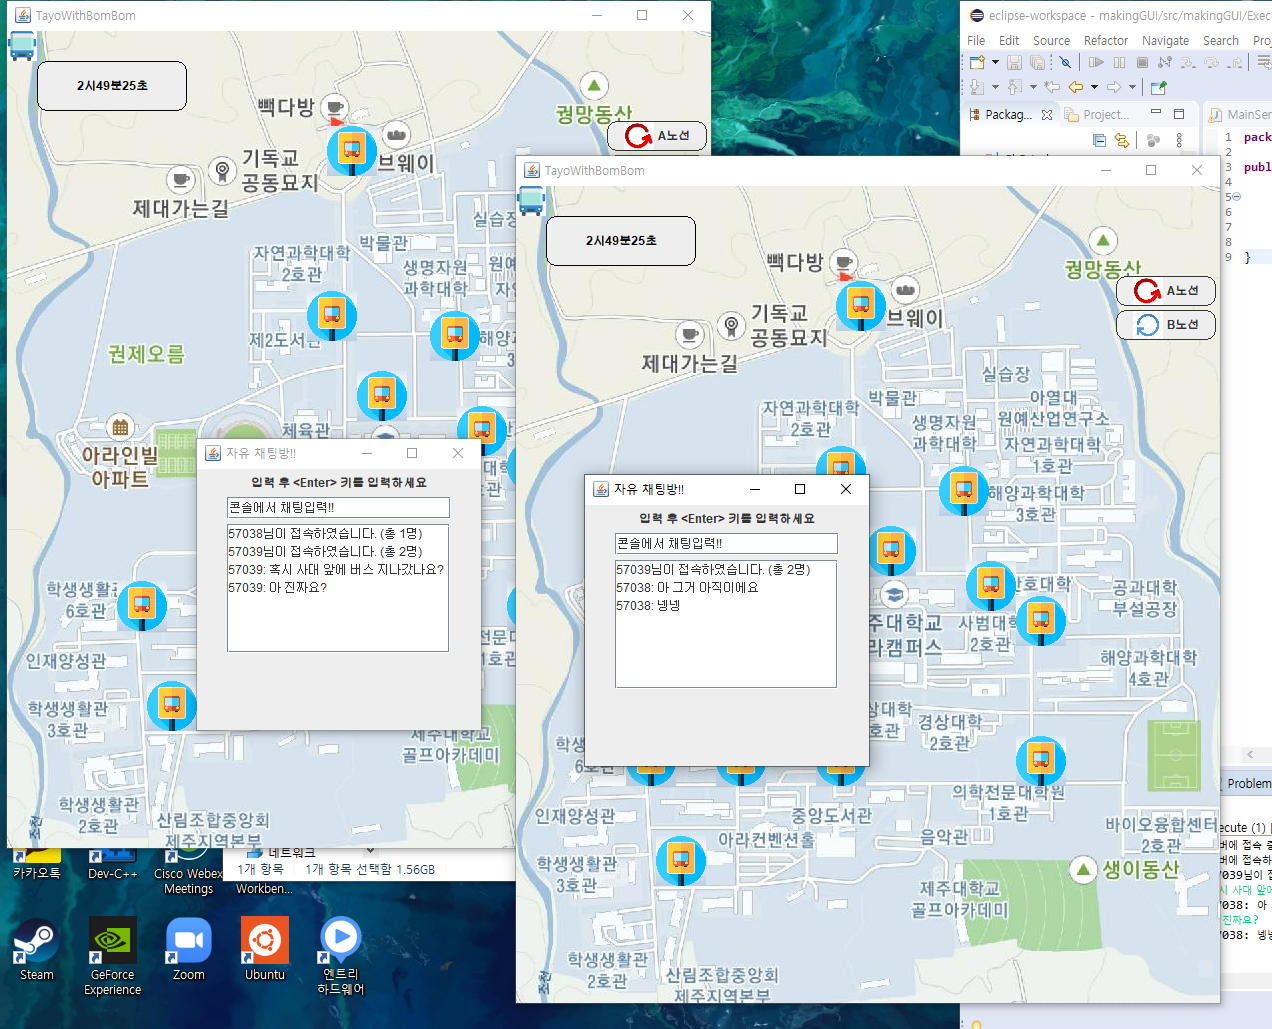 TayoWithBomBom
2시49분25초
빽다방
궝망동산
A노선
브웨이
기독교
공동묘지
제대가는길
실습장
박물관
자연과학대학
2호관
생명자원
과학대학
제2도서관
해양
권제오름
체육관
아라인빌
아파트
학생생활관
6호관
인재양성관
학생생활관
3호관
제주대학교
골프아카데미
학생생활관
2호관
산림조합중앙회
제주지역본부
조천
자유 채팅방!!
입력 후 <Enter> 키를 입력하세요
콘솔에서 채팅입력!!
57038님이 접속하였습니다. (총 1명)
57039님이 접속하였습니다. (총 2명)
57039: 혹시 사대 앞에 버스 지나갔나요?
57039: 아 진짜요?
TayoWithBomBom
2시49분25초
빽다방
궝망동산
A노선
B노선
브웨이
기독교
공동묘지
제대가는길
실습장
박물관
아열대
원예산업연구소
자연과학대학
2호관
생명자원
과학대학
자연과학대학
1호관
해양과학대학
3호관
공과대학
부설공장
사범대학
2호관
해양과학대학
4호관
경상대학
2호관
의학전문대학원
1호관
인재양성관
중앙도서관
아라컨벤션홀
음악관
바이오융합센터
2호관
학생생활관
3호관
제주대학교
골프아카데미
생이동산
학생생활관
2호관
산림조합중앙회
제주지역본부
조천
자유 채팅방!!
입력 후 <Enter> 키를 입력하세요
콘솔에서 채팅입력!!
57039님이 접속하였습니다. (총 2명)
57038: 아 그거 아직이에요
57038: 넹넹
eclipse-workspace - makingGUI/src/makingGUI/Exec
File Edit Source Refactor Navigate Search Proj
Packag...
Project...
MainSer
1 pack
2
3 publ
4
5
6
7
8
9 }
Problem
ecute (1)
네트워크
1개 항목 1개 항목 선택함 1.56GB
카카오톡
Dev-C++
Cisco Webex
Meetings
Workben...
Steam
GeForce
Experience
Zoom
Ubuntu
엔트리
하드웨어